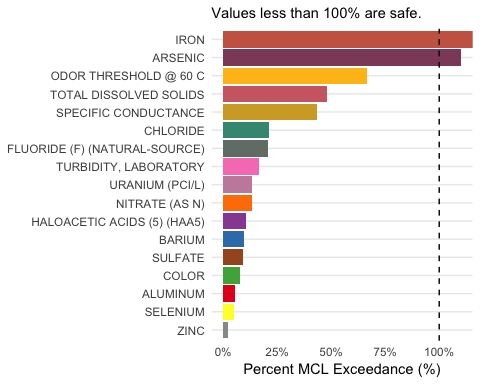 Values less than 100% are safe.
IRON
ARSENIC
ODOR THRESHOLD @ 60 C
TOTAL DISSOLVED SOLIDS
SPECIFIC CONDUCTANCE
CHLORIDE
FLUORIDE (F) (NATURAL-SOURCE)
TURBIDITY, LABORATORY
URANIUM (PCI/L)
NITRATE (AS N)
HALOACETIC ACIDS (5) (HAA5)
BARIUM
SULFATE
COLOR
ALUMINUM
SELENIUM
ZINC
0% 25% 50% 75% 100%
Percent MCL Exceedance (%)